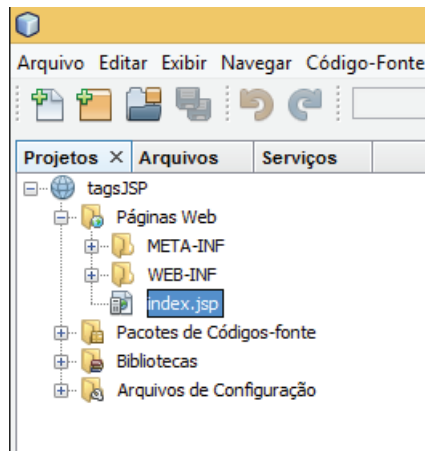 Arquivo Editar Exibir Navegar Código-Fonte
Projetos Arquivos Serviços
tagsJSP
Páginas Web
META-INF
WEB-INF
index.jsp
Pacotes de Códigos-fonte
Bibliotecas
Arquivos de Configuração